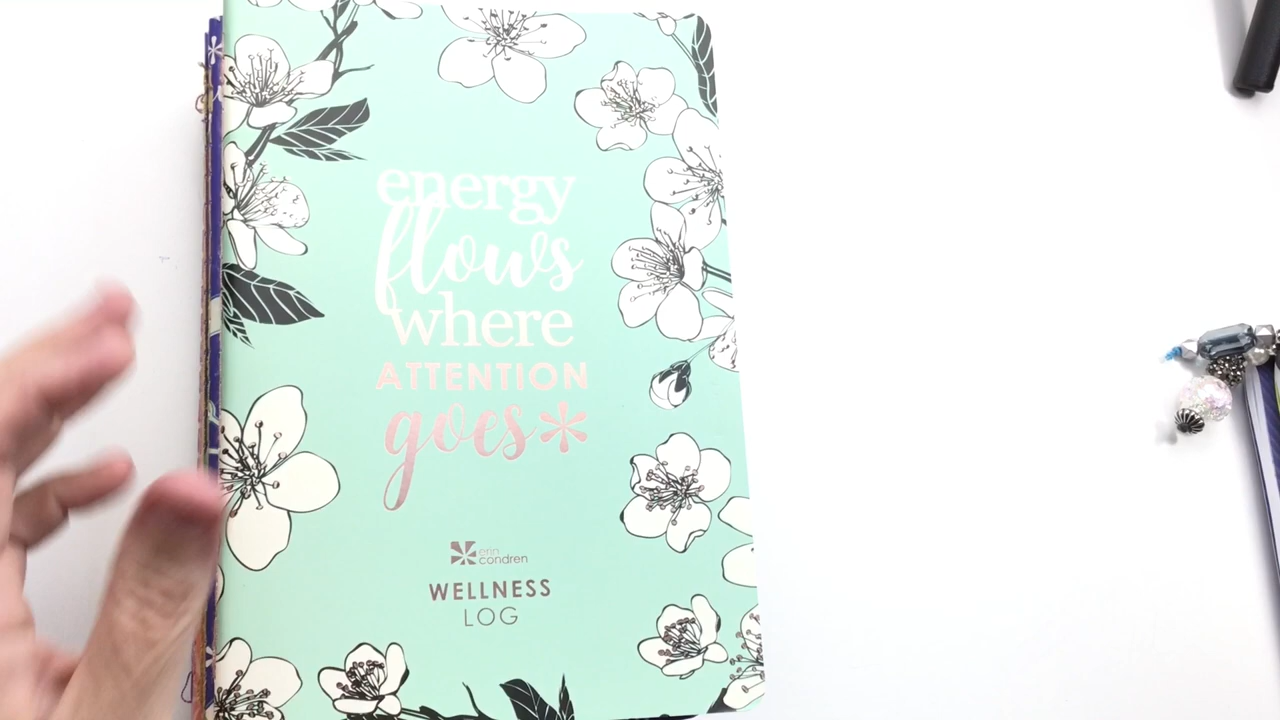 energy
flows
where
ATTENTION
goes*
erin
condren
WELLNESS
LOG